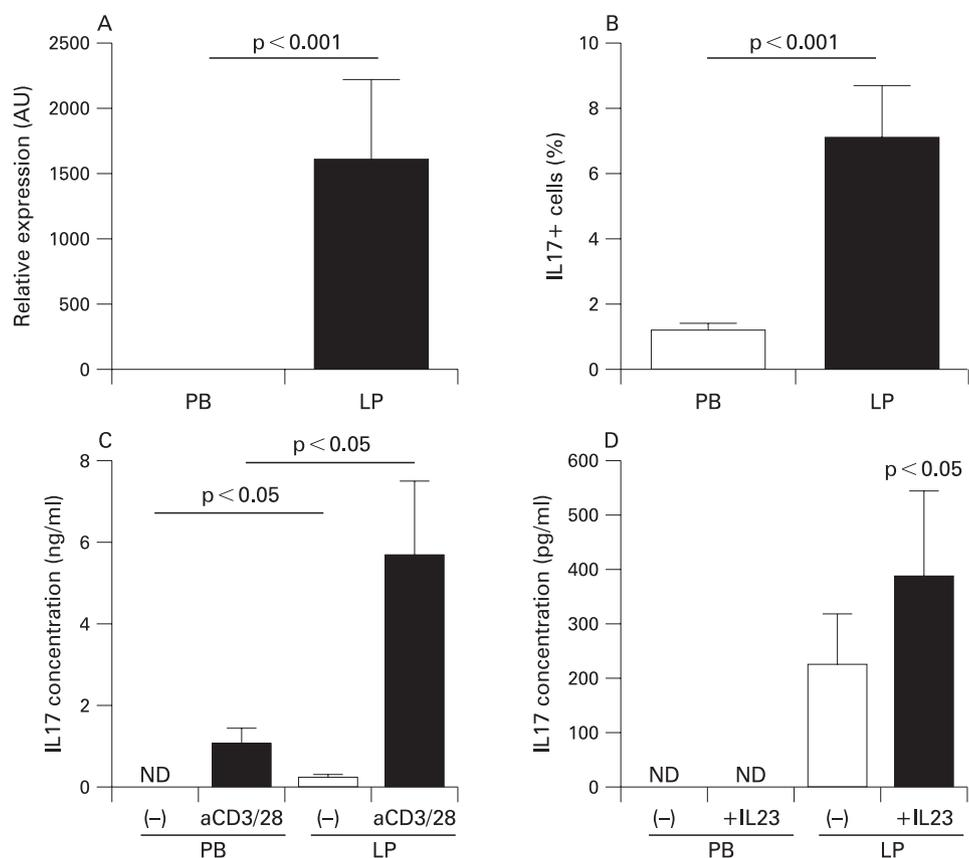 A
p < 0.001
Relative expression (AU)
2500
2000
1500
1000
500
0
PB LP
B
p < 0.001
IL17+ cells (%)
10
8
6
4
2
0
PB LP
C
p < 0.05
p < 0.05
IL17 concentration (ng/ml)
8
6
4
2
0
ND
(–) aCD3/28 (–) aCD3/28
PB LP
D
p < 0.05
IL17 concentration (pg/ml)
600
500
400
300
200
100
0
ND ND
(–) +IL23 (–) +IL23
PB LP